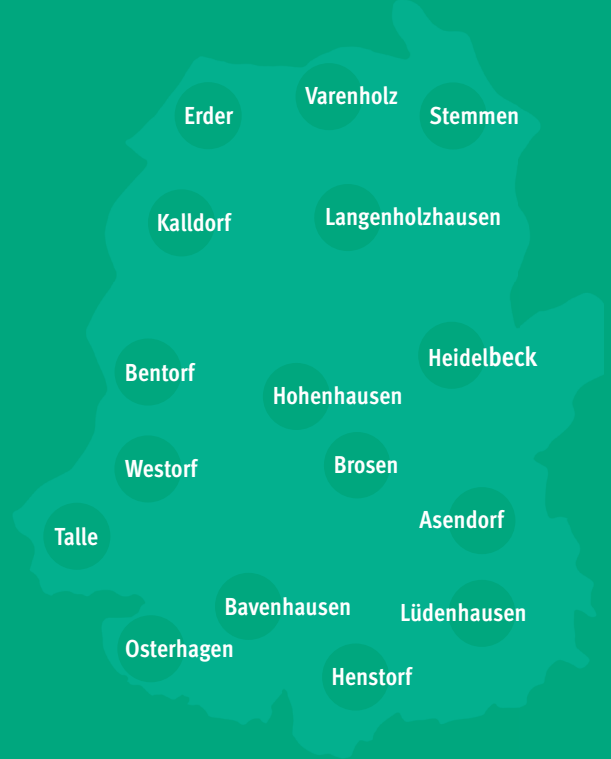 Varenholz
Erder
Stemmen
Kalldorf
Langenholzhausen
Heidelbeck
Bentorf
Hohenhausen
Westorf
Brosen
Asendorf
Talle
Bavenhausen
Lüdenhausen
Osterhagen
Henstorf